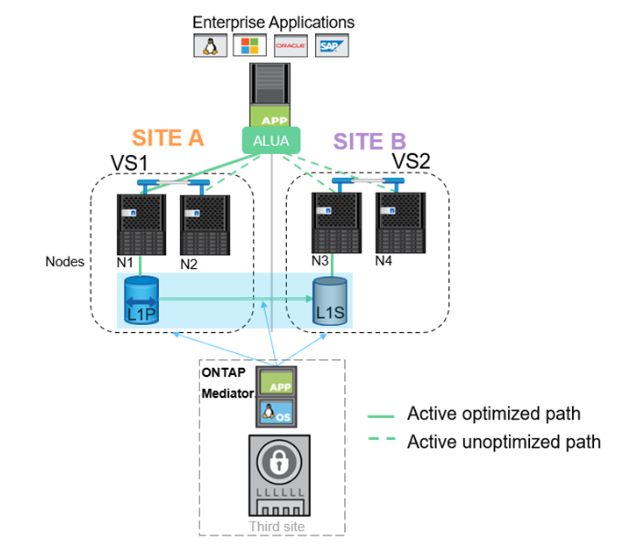 Enterprise Applications
ORACLE
SAP
APP
ALUA
SITE A
SITE B
VS1
VS2
Nodes
N1
N2
N3
N4
L1P
L1S
ONTAP
Mediator
APP
OS
Third site
Active optimized path
Active unoptimized path